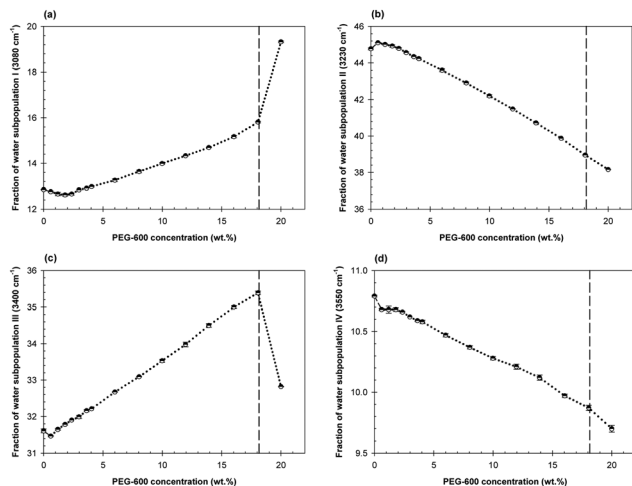 (a)
Fraction of water subpopulation I (3080 cm⁻¹)
20
18
16
14
12
0 5 10 15 20
PEG-600 concentration (wt.%)
(b)
Fraction of water subpopulation II (3230 cm⁻¹)
46
44
42
40
38
36
0 5 10 15 20
PEG-600 concentration (wt.%)
(c)
Fraction of water subpopulation III (3400 cm⁻¹)
36
35
34
33
32
31
0 5 10 15 20
PEG-600 concentration (wt.%)
(d)
Fraction of water subpopulation IV (3550 cm⁻¹)
11.0
10.5
10.0
9.5
0 5 10 15 20
PEG-600 concentration (wt.%)